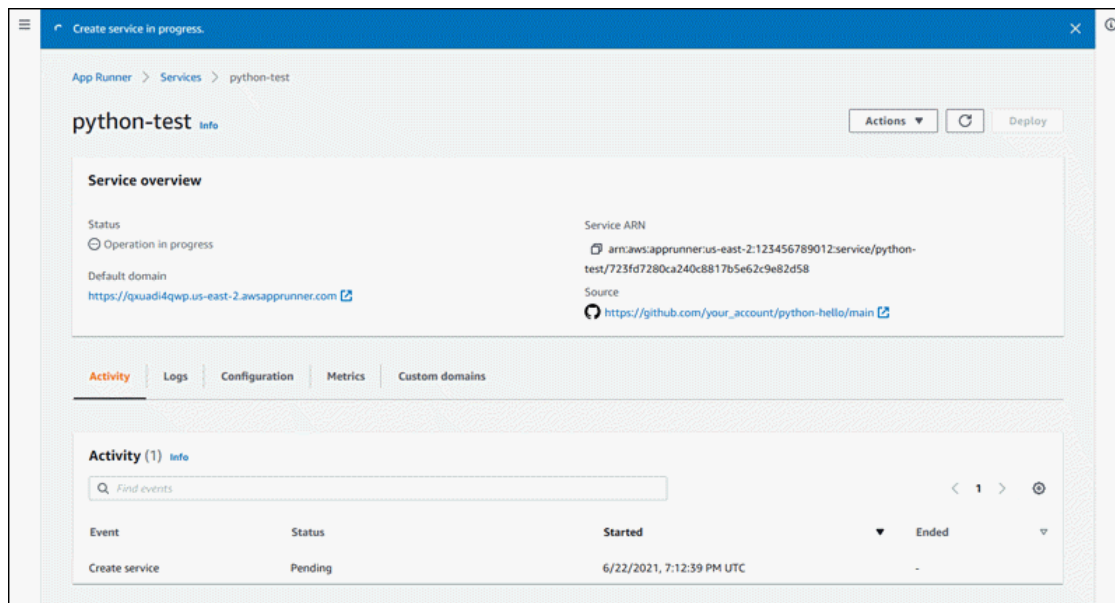 Create service in progress.
App Runner > Services > python-test
python-test Info
Actions
Deploy
Service overview
Status
Operation in progress
Default domain
https://qxuadi4qwp.us-east-2.awsapprunner.com
Service ARN
arn:aws:apprunner:us-east-2:123456789012:service/python-
test/723fd7280ca240c8817b5e62c9e82d58
Source
https://github.com/your_account/python-hello/main
Activity Logs Configuration Metrics Custom domains
Activity (1) Info
Find events
< 1 >
Event Status Started Ended
Create service Pending 6/22/2021, 7:12:39 PM UTC -